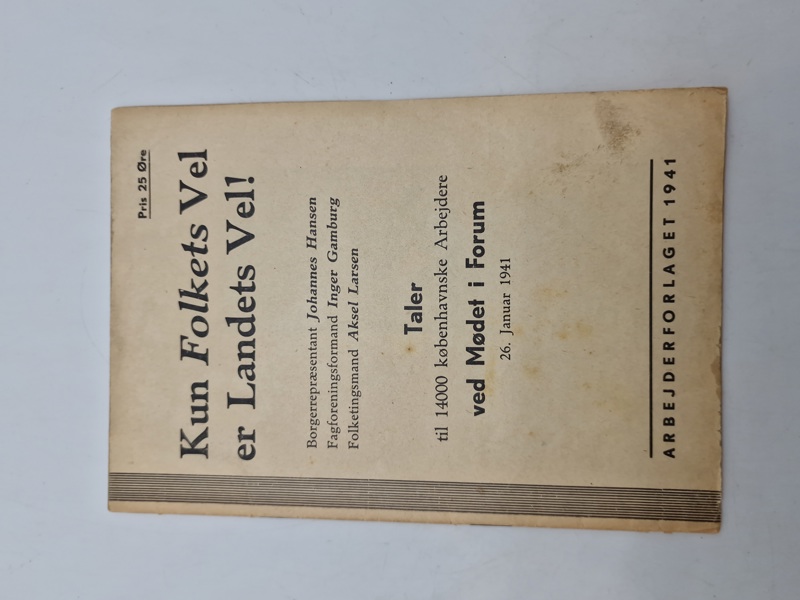 Pris 25 Øre
Kun Folkets Vel
er Landets Vel!
Borgerrepræsentant Johannes Hansen
Fagforeningsformand Inger Gamburg
Folketingsmand Aksel Larsen
Taler
til 14000 københavnske Arbejdere
ved Mødet i Forum
26. Januar 1941
ARBEJDERFORLAGET 1941